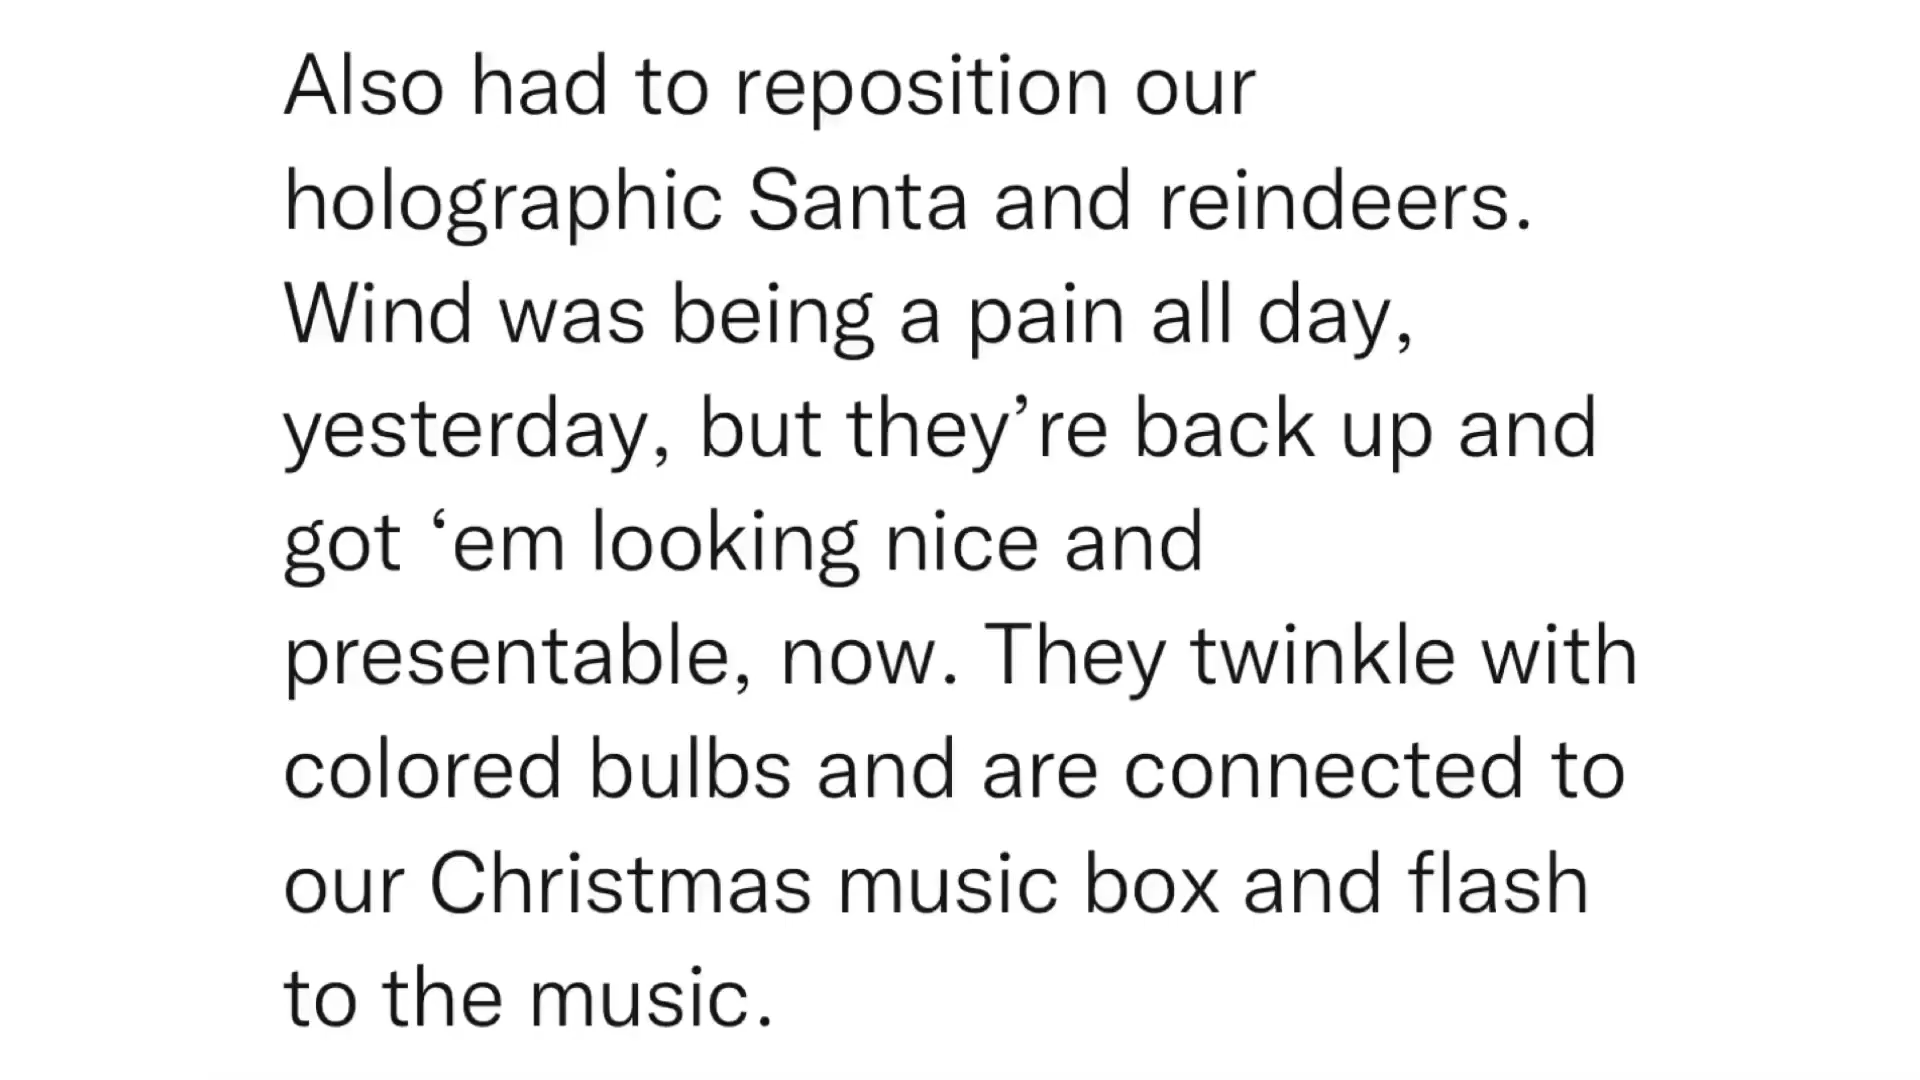 Also had to reposition our
holographic Santa and reindeers.
Wind was being a pain all day,
yesterday, but they’re back up and
got ‘em looking nice and
presentable, now. They twinkle with
colored bulbs and are connected to
our Christmas music box and flash
to the music.